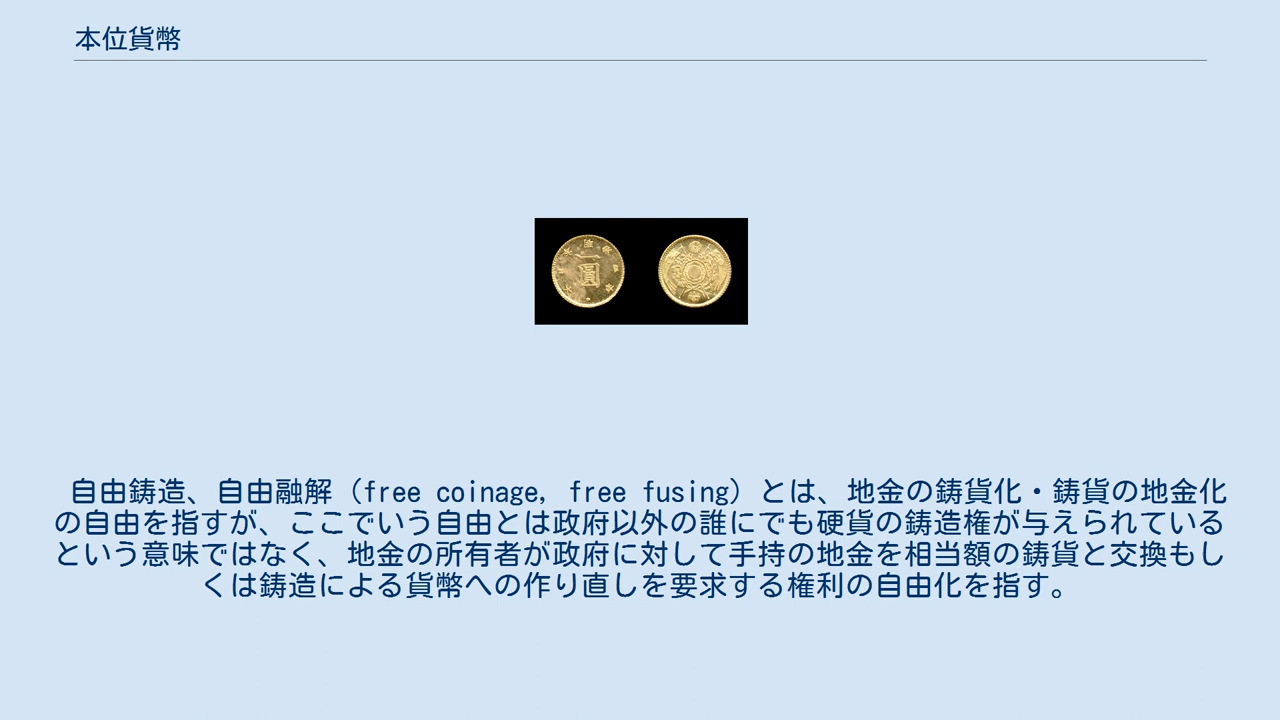 本位貨幣
一圓
自由鋳造、自由融解（free coinage, free fusing）とは、地金の鋳貨化・鋳貨の地金化
の自由を指すが、ここでいう自由とは政府以外の誰にでも硬貨の鋳造権が与えられている
という意味ではなく、地金の所有者が政府に対して手持の地金を相当額の鋳貨と交換もし
くは鋳造による貨幣への作り直しを要求する権利の自由化を指す。